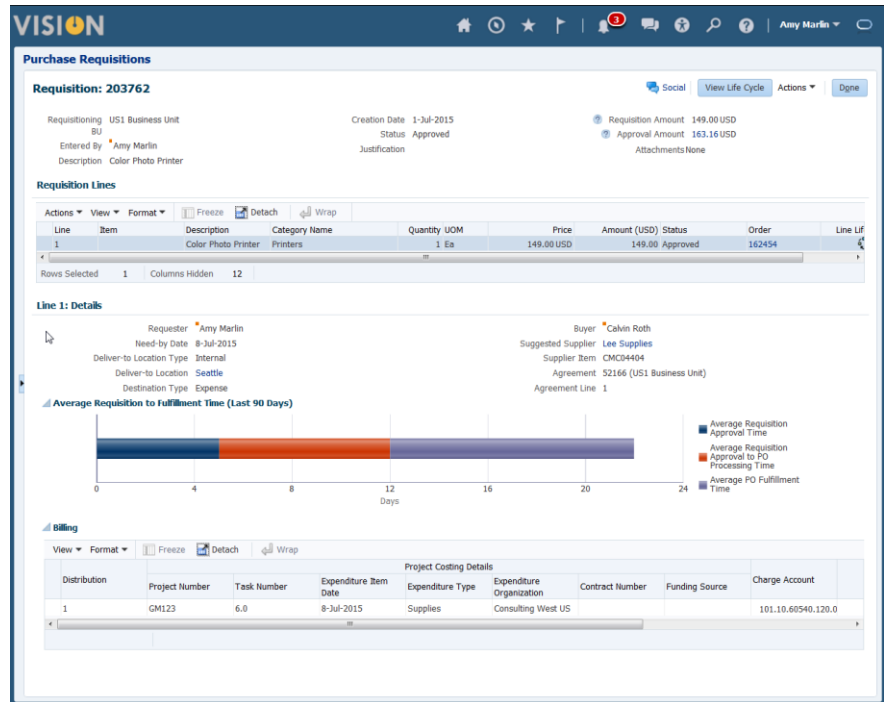 VISION
3
Amy Marlin
Purchase Requisitions
Requisition: 203762
Social
View Life Cycle
Actions
Done
Requisitioning BU US1 Business Unit
Entered By Amy Marlin
Description Color Photo Printer
Creation Date 1-Jul-2015
Status Approved
Justification
Requisition Amount 149.00 USD
Approval Amount 163.16 USD
Attachments None
Requisition Lines
Actions View Format Freeze Detach Wrap
Line Item Description Category Name Quantity UOM Price Amount (USD) Status Order Line Lif
1 Color Photo Printer Printers 1 Ea 149.00 USD 149.00 Approved 162454
Rows Selected 1 Columns Hidden 12
Line 1: Details
Requester Amy Marlin
Need-by Date 8-Jul-2015
Deliver-to Location Type Internal
Deliver-to Location Seattle
Destination Type Expense
Buyer Calvin Roth
Suggested Supplier Lee Supplies
Supplier Item CMC04404
Agreement 52166 (US1 Business Unit)
Agreement Line 1
Average Requisition to Fulfillment Time (Last 90 Days)
Average Requisition
Approval Time
Average Requisition
Approval to PO
Processing Time
Average PO Fulfillment
Time
0 4 8 12 16 20 24
Days
Billing
View Format Freeze Detach Wrap
Project Costing Details
Distribution Project Number Task Number Expenditure Item Date Expenditure Type Expenditure Organization Contract Number Funding Source Charge Account
1 GM123 6.0 8-Jul-2015 Supplies Consulting West US 101.10.60540.120.0